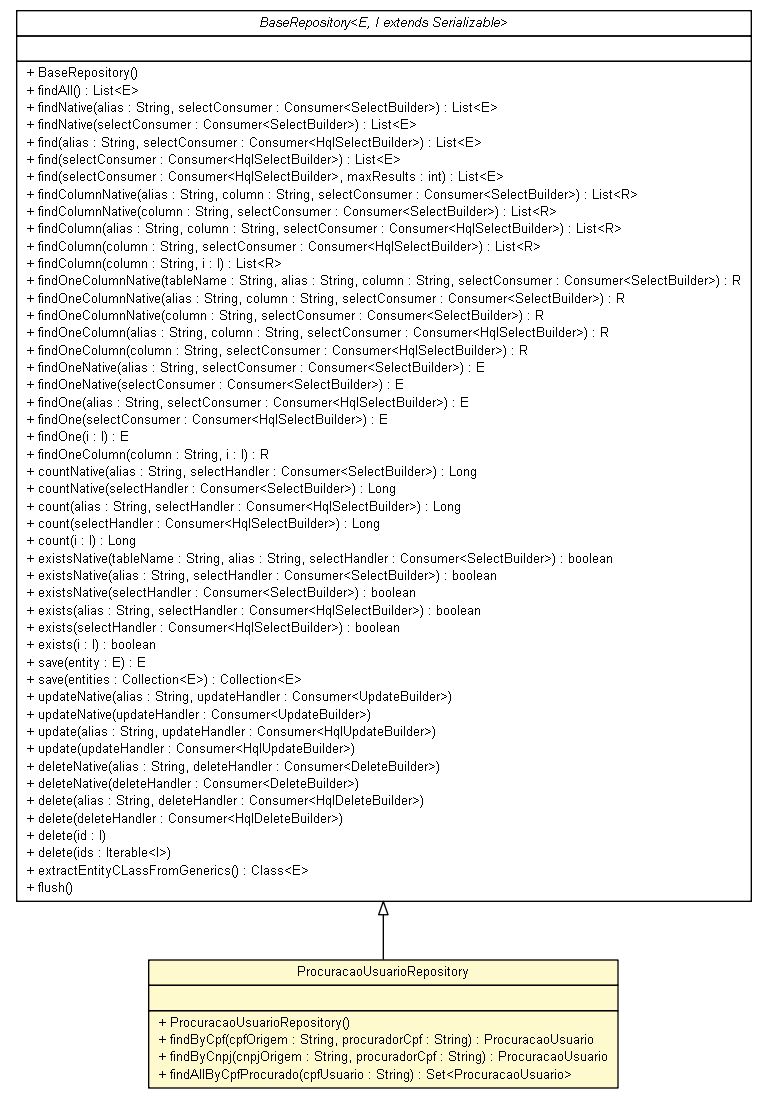 BaseRepository<E, I extends Serializable>
+ BaseRepository()
+ findAll() : List<E>
+ findNative(alias : String, selectConsumer : Consumer<SelectBuilder>) : List<E>
+ findNative(selectConsumer : Consumer<SelectBuilder>) : List<E>
+ find(alias : String, selectConsumer : Consumer<HqlSelectBuilder>) : List<E>
+ find(selectConsumer : Consumer<HqlSelectBuilder>) : List<E>
+ find(selectConsumer : Consumer<HqlSelectBuilder>, maxResults : int) : List<E>
+ findColumnNative(alias : String, column : String, selectConsumer : Consumer<SelectBuilder>) : List<R>
+ findColumnNative(column : String, selectConsumer : Consumer<SelectBuilder>) : List<R>
+ findColumn(alias : String, column : String, selectConsumer : Consumer<HqlSelectBuilder>) : List<R>
+ findColumn(column : String, selectConsumer : Consumer<HqlSelectBuilder>) : List<R>
+ findColumn(column : String, i : I) : List<R>
+ findOneColumnNative(tableName : String, alias : String, column : String, selectConsumer : Consumer<SelectBuilder>) : R
+ findOneColumnNative(alias : String, column : String, selectConsumer : Consumer<SelectBuilder>) : R
+ findOneColumnNative(column : String, selectConsumer : Consumer<SelectBuilder>) : R
+ findOneColumn(alias : String, column : String, selectConsumer : Consumer<HqlSelectBuilder>) : R
+ findOneColumn(column : String, selectConsumer : Consumer<HqlSelectBuilder>) : R
+ findOneNative(alias : String, selectConsumer : Consumer<SelectBuilder>) : E
+ findOneNative(selectConsumer : Consumer<SelectBuilder>) : E
+ findOne(alias : String, selectConsumer : Consumer<HqlSelectBuilder>) : E
+ findOne(selectConsumer : Consumer<HqlSelectBuilder>) : E
+ findOne(i : I) : E
+ findOneColumn(column : String, i : I) : R
+ countNative(alias : String, selectHandler : Consumer<SelectBuilder>) : Long
+ countNative(selectHandler : Consumer<SelectBuilder>) : Long
+ count(alias : String, selectHandler : Consumer<HqlSelectBuilder>) : Long
+ count(selectHandler : Consumer<HqlSelectBuilder>) : Long
+ count(i : I) : Long
+ existsNative(tableName : String, alias : String, selectHandler : Consumer<SelectBuilder>) : boolean
+ existsNative(alias : String, selectHandler : Consumer<SelectBuilder>) : boolean
+ existsNative(selectHandler : Consumer<SelectBuilder>) : boolean
+ exists(alias : String, selectHandler : Consumer<HqlSelectBuilder>) : boolean
+ exists(selectHandler : Consumer<HqlSelectBuilder>) : boolean
+ exists(i : I) : boolean
+ save(entity : E) : E
+ save(entities : Collection<E>) : Collection<E>
+ updateNative(alias : String, updateHandler : Consumer<UpdateBuilder>)
+ updateNative(updateHandler : Consumer<UpdateBuilder>)
+ update(alias : String, updateHandler : Consumer<HqlUpdateBuilder>)
+ update(updateHandler : Consumer<HqlUpdateBuilder>)
+ deleteNative(alias : String, deleteHandler : Consumer<DeleteBuilder>)
+ deleteNative(deleteHandler : Consumer<DeleteBuilder>)
+ delete(alias : String, deleteHandler : Consumer<HqlDeleteBuilder>)
+ delete(deleteHandler : Consumer<HqlDeleteBuilder>)
+ delete(id : I)
+ delete(ids : Iterable<I>)
+ extractEntityCLassFromGenerics() : Class<E>
+ flush()
ProcuracaoUsuarioRepository
+ ProcuracaoUsuarioRepository()
+ findByCpf(cpfOrigem : String, procuradorCpf : String) : ProcuracaoUsuario
+ findByCnpj(cnpjOrigem : String, procuradorCpf : String) : ProcuracaoUsuario
+ findAllByCpfProcurado(cpfUsuario : String) : Set<ProcuracaoUsuario>